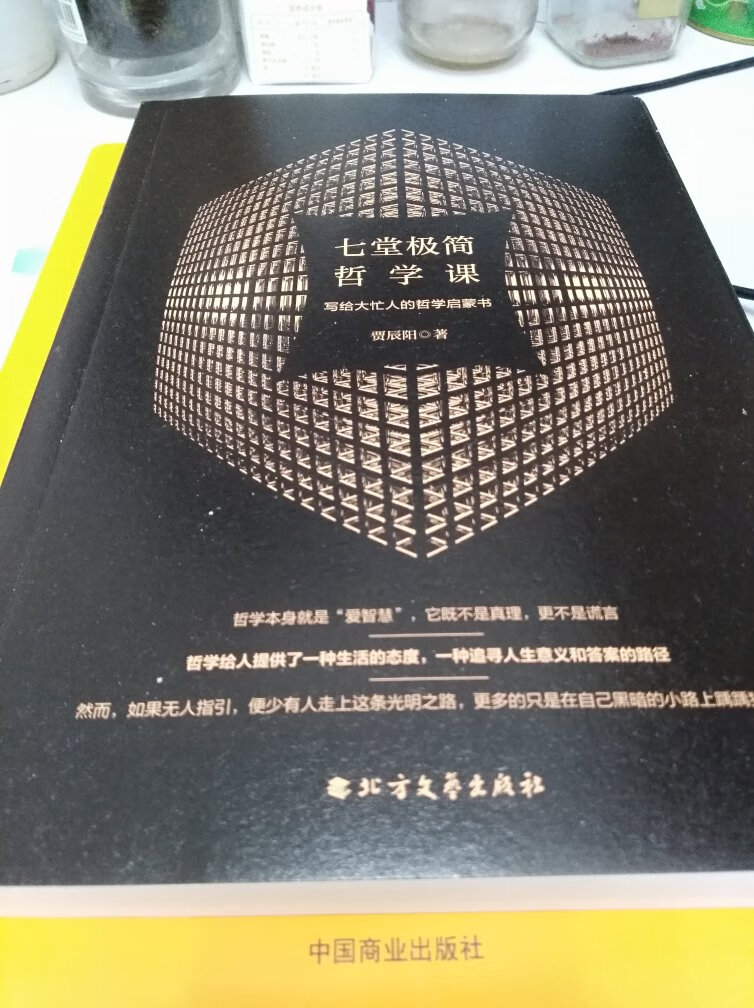 七堂极简
哲学课
写给大忙人的哲学启蒙书
贾辰阳◎著
哲学本身就是“爱智慧”，它既不是真理，更不是谎言
哲学给人提供了一种生活的态度，一种追寻人生意义和答案的路径
然而，如果无人指引，便少有人走上这条光明之路，更多的只是在自己黑暗的小路上踽踽
北方文艺出版社
中国商业出版社